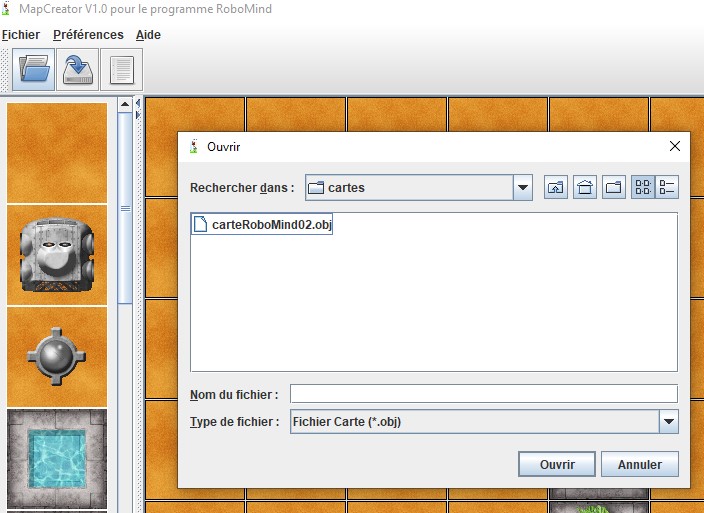 MapCreator V1.0 pour le programme RoboMind
Fichier Préférences Aide
Ouvrir
Rechercher dans :
cartes
carteRoboMind02.obj
Nom du fichier :
Type de fichier :
Fichier Carte (*.obj)
Ouvrir
Annuler